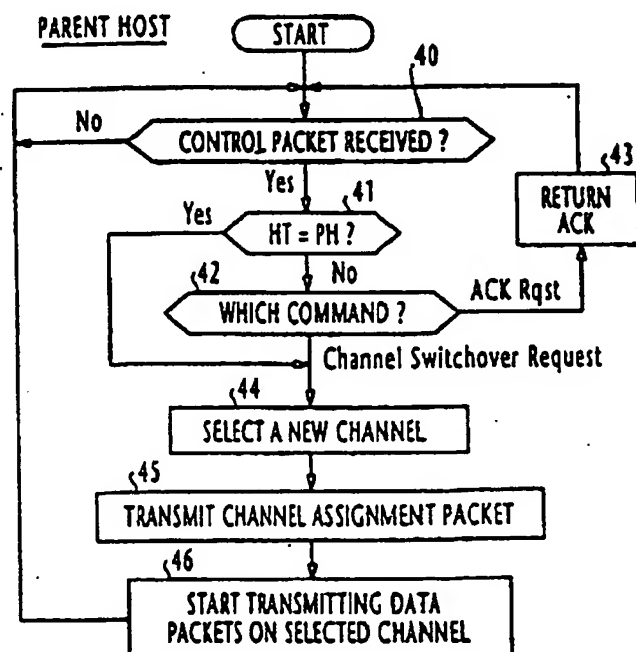 PARENT HOST
START
40
No
CONTROL PACKET RECEIVED ?
43
Yes
41
RETURN
ACK
Yes
HT = PH ?
No
42
ACK Rqst
WHICH COMMAND ?
Channel Switchover Request
44
SELECT A NEW CHANNEL
45
TRANSMIT CHANNEL ASSIGNMENT PACKET
46
START TRANSMITTING DATA
PACKETS ON SELECTED CHANNEL